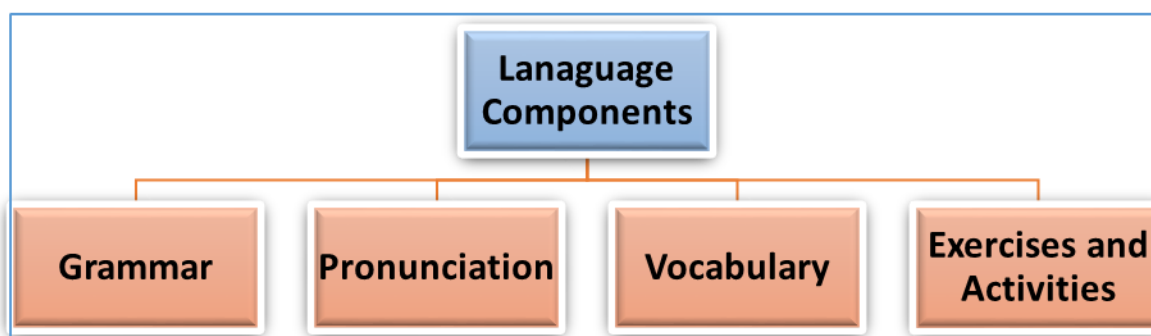 Lanaguage
Components
Grammar
Pronunciation
Vocabulary
Exercises and
Activities